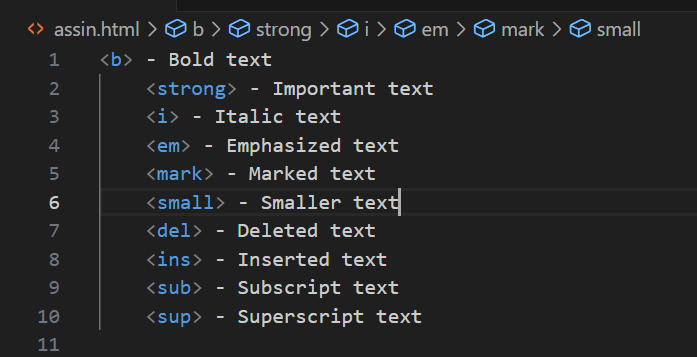 assin.html > b > strong > i > em > mark > small
1 <b> - Bold text
2 <strong> - Important text
3 <i> - Italic text
4 <em> - Emphasized text
5 <mark> - Marked text
6 <small> - Smaller text
7 <del> - Deleted text
8 <ins> - Inserted text
9 <sub> - Subscript text
10 <sup> - Superscript text
11